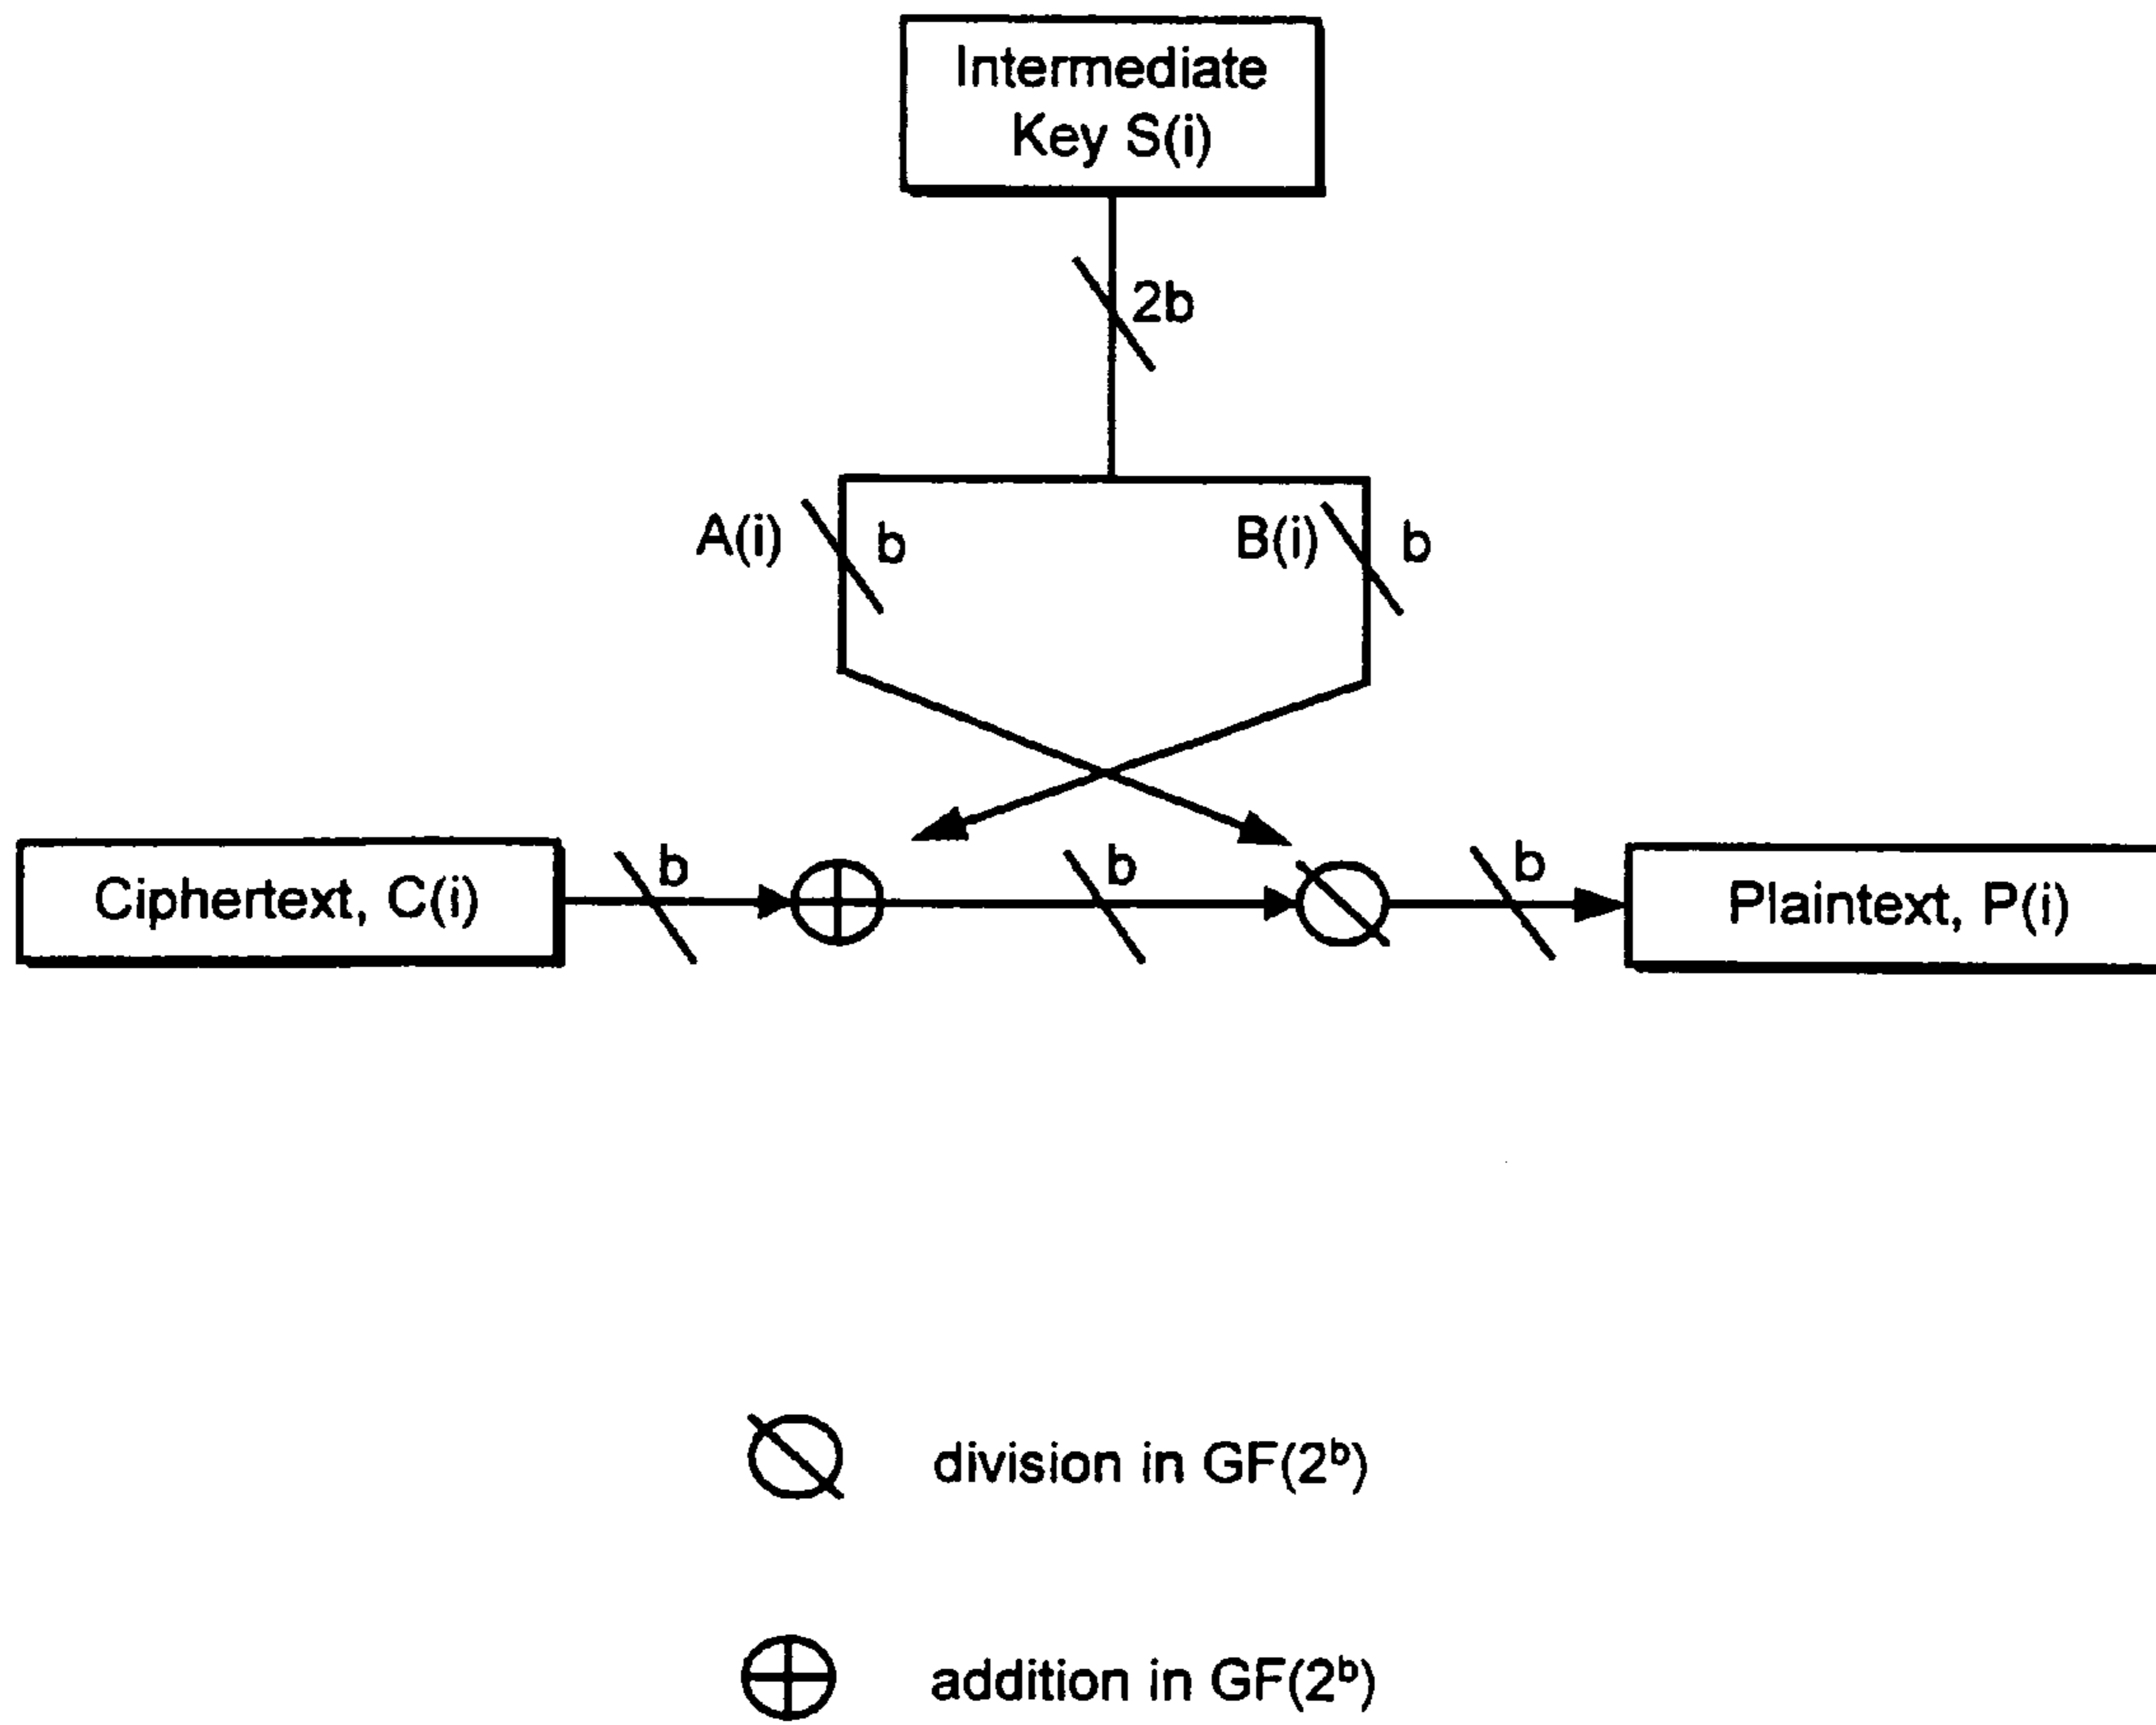 Intermediate
Key S(i)
2b
A(i)
b
B(i)
b
b
b
b
Ciphertext, C(i)
Plaintext, P(i)
division in GF(2ᵇ)
addition in GF(2ᵇ)